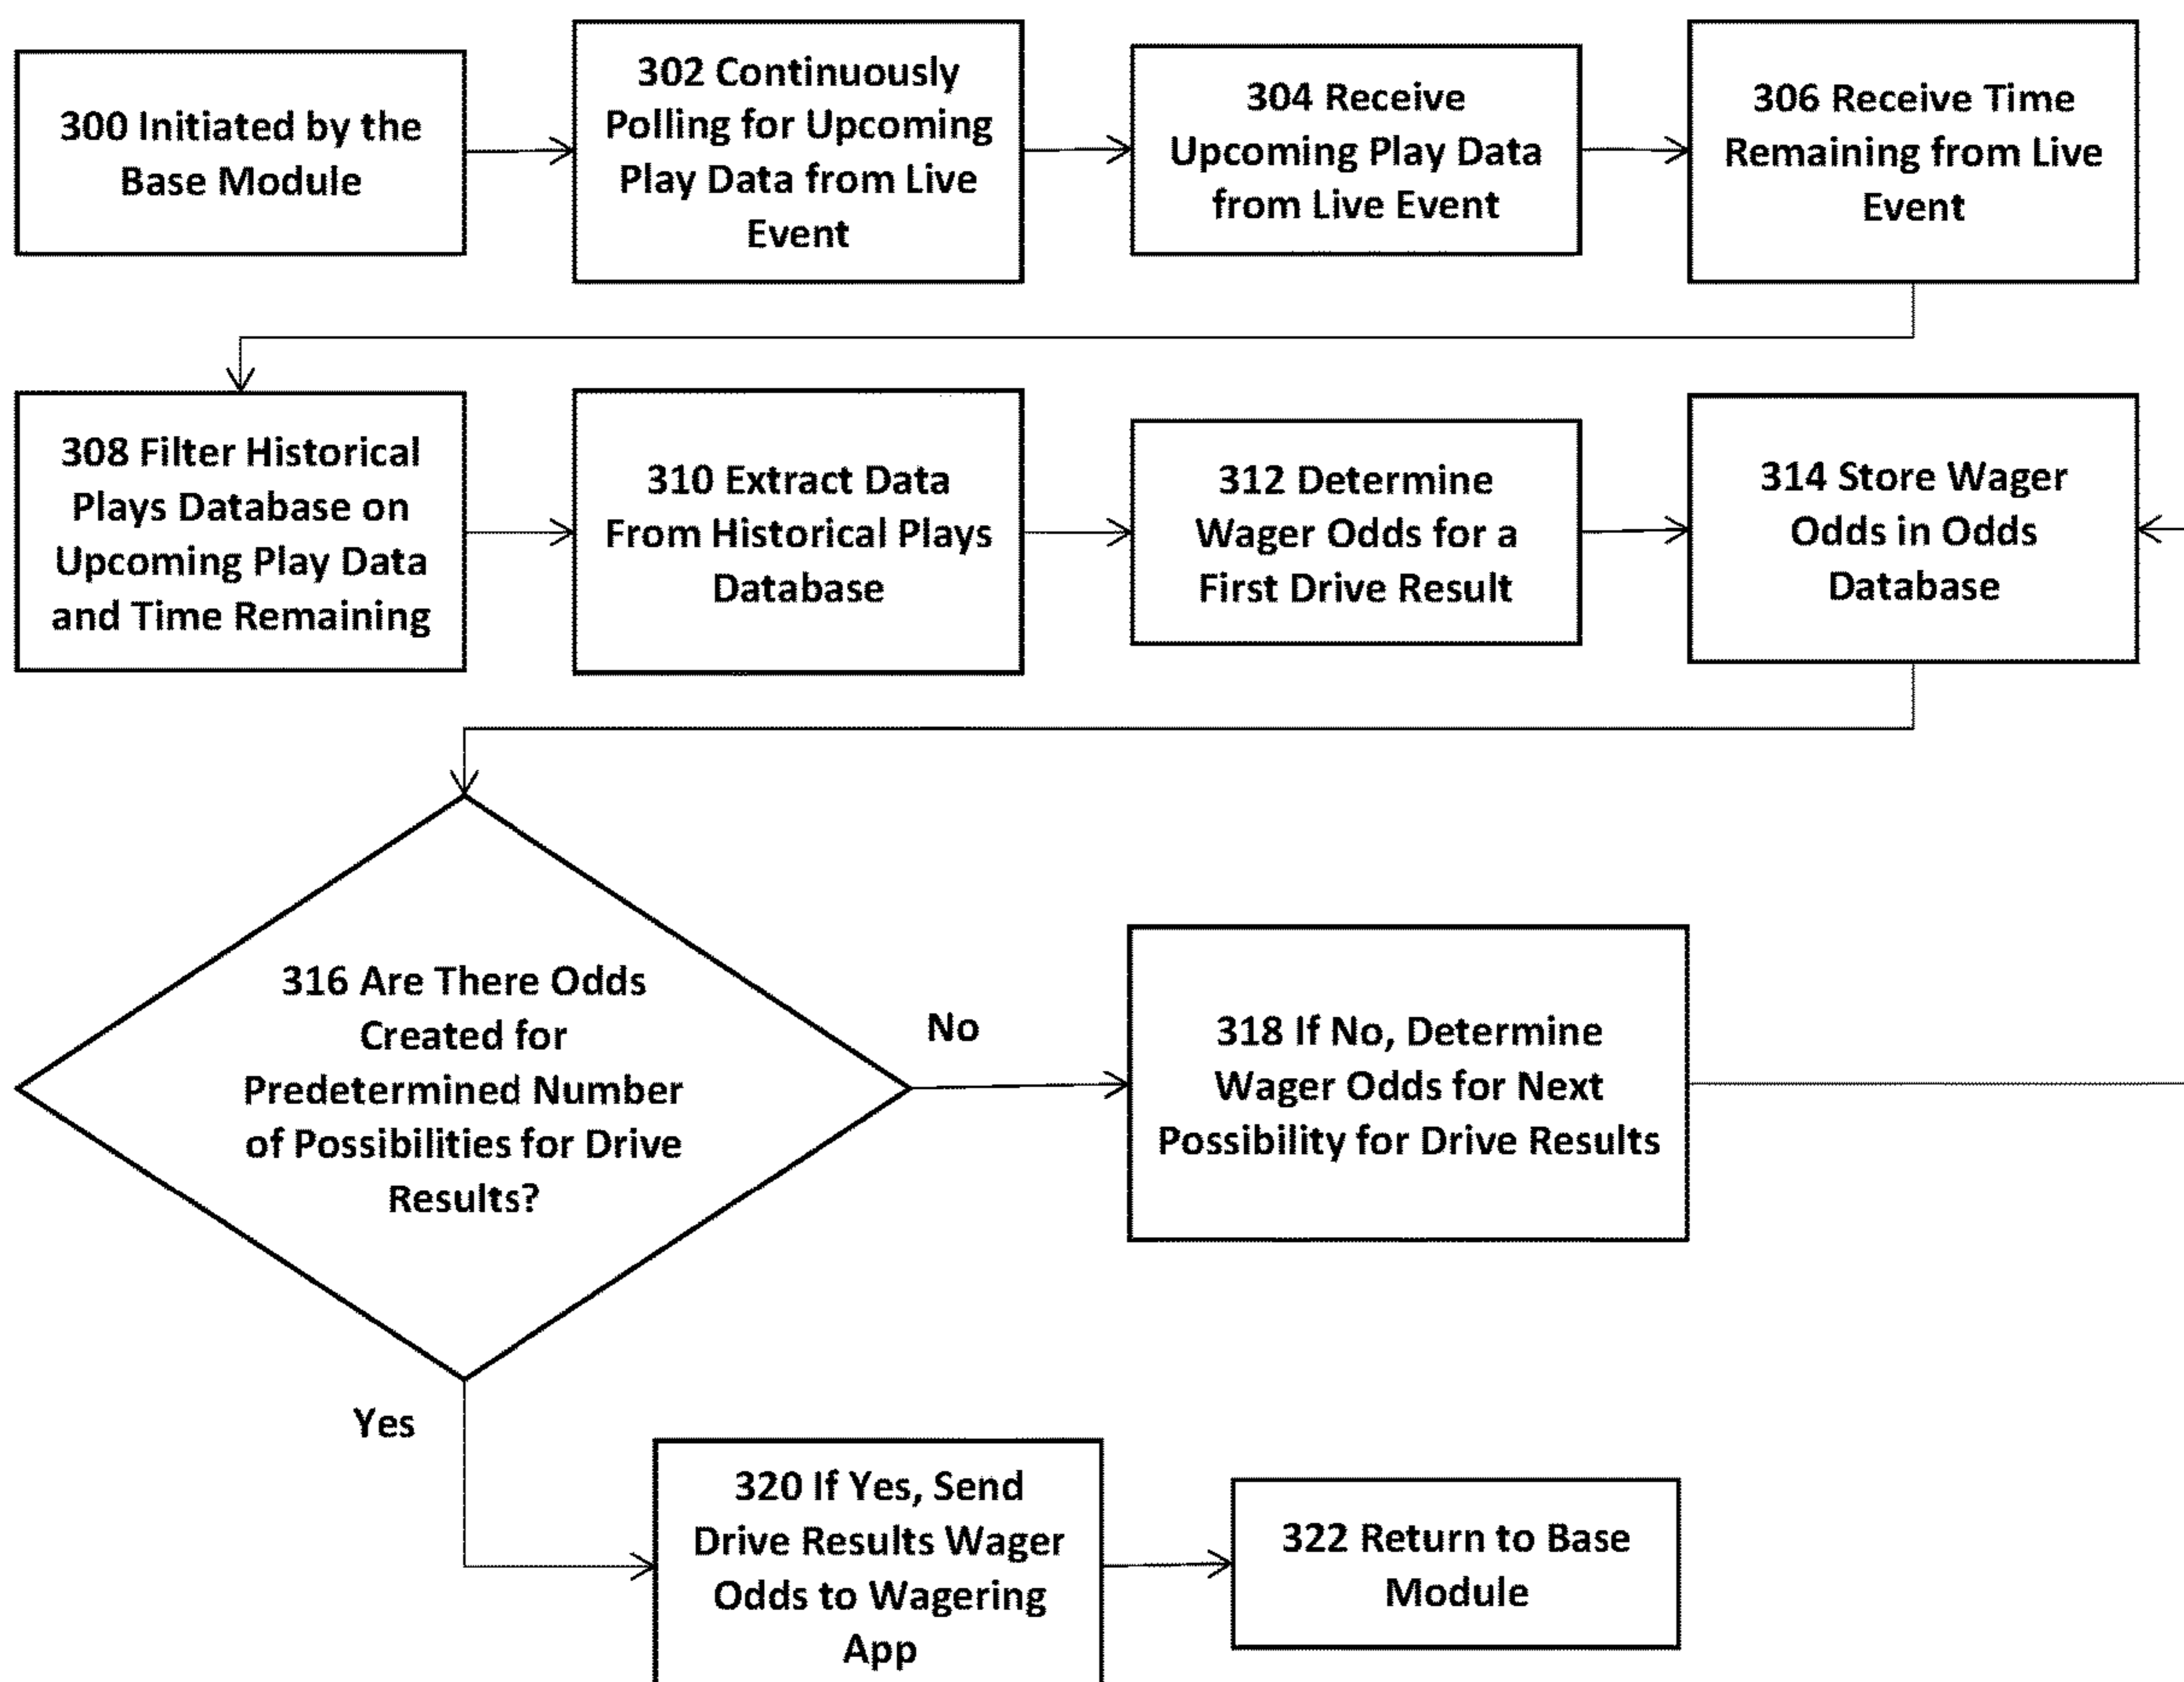 300 Initiated by the
Base Module
302 Continuously
Polling for Upcoming
Play Data from Live
Event
304 Receive
Upcoming Play Data
from Live Event
306 Receive Time
Remaining from Live
Event
308 Filter Historical
Plays Database on
Upcoming Play Data
and Time Remaining
310 Extract Data
From Historical Plays
Database
312 Determine
Wager Odds for a
First Drive Result
314 Store Wager
Odds in Odds
Database
316 Are There Odds
Created for
Predetermined Number
of Possibilities for Drive
Results?
No
318 If No, Determine
Wager Odds for Next
Possibility for Drive Results
Yes
320 If Yes, Send
Drive Results Wager
Odds to Wagering
App
322 Return to Base
Module